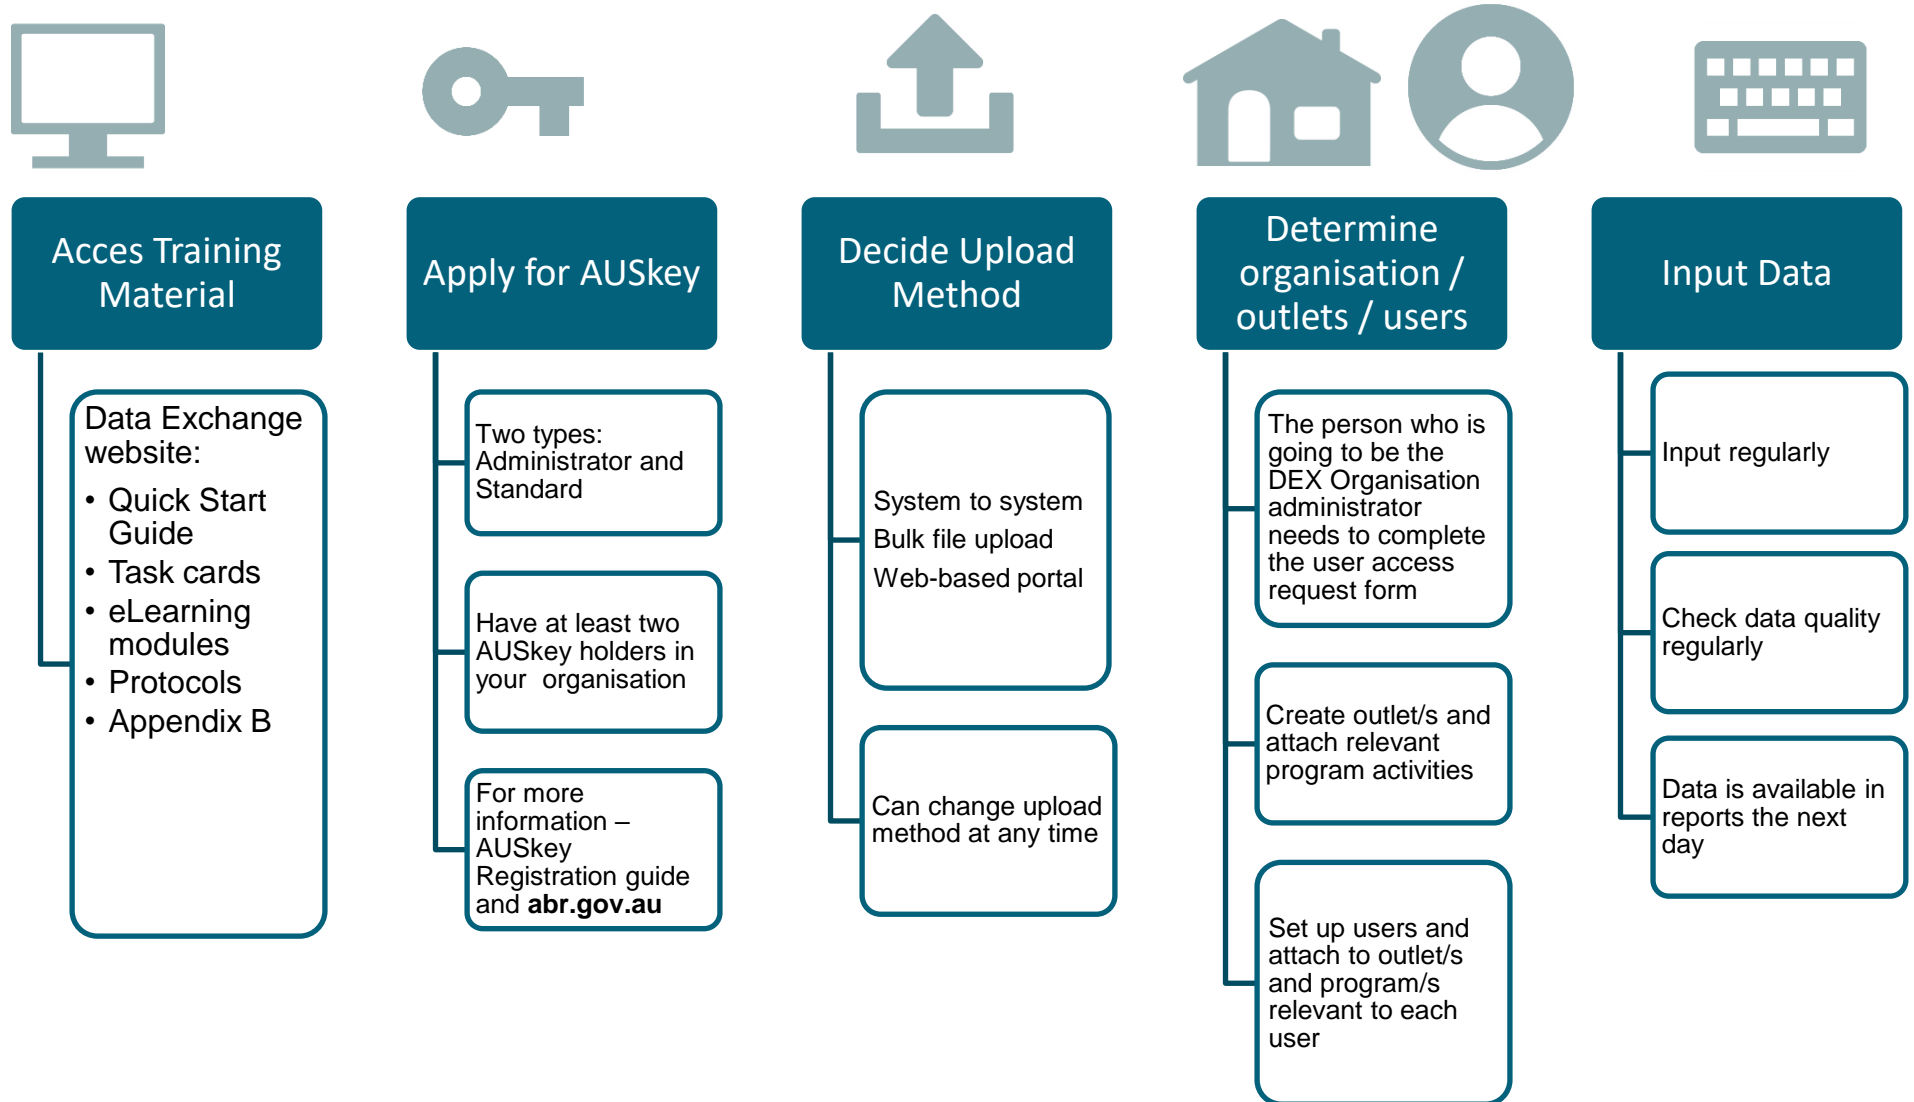 Acces Training
Material
Data Exchange
website:
• Quick Start
Guide
• Task cards
• eLearning
modules
• Protocols
• Appendix B
Apply for AUSkey
Two types:
Administrator and
Standard
Have at least two
AUSkey holders in
your organisation
For more
information –
AUSkey
Registration guide
and abr.gov.au
Decide Upload
Method
System to system
Bulk file upload
Web-based portal
Can change upload
method at any time
Determine
organisation /
outlets / users
The person who is
going to be the
DEX Organisation
administrator
needs to complete
the user access
request form
Create outlet/s and
attach relevant
program activities
Set up users and
attach to outlet/s
and program/s
relevant to each
user
Input Data
Input regularly
Check data quality
regularly
Data is available in
reports the next
day